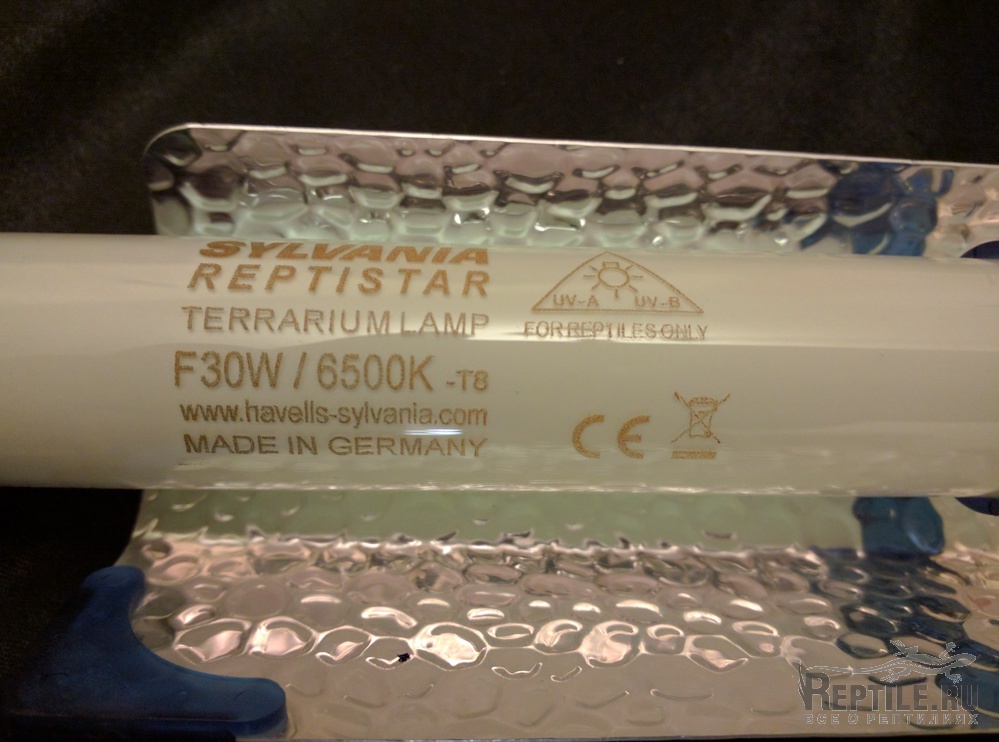 SYLVANIA
REPTISTAR
TERRARIUM LAMP
F30W / 6500K -T8
www.havells-sylvania.com
MADE IN GERMANY
UV-A UV-B
FOR REPTILES ONLY
CE
REPTILE.RU
ВСЕ О РЕПТИЛИЯХ